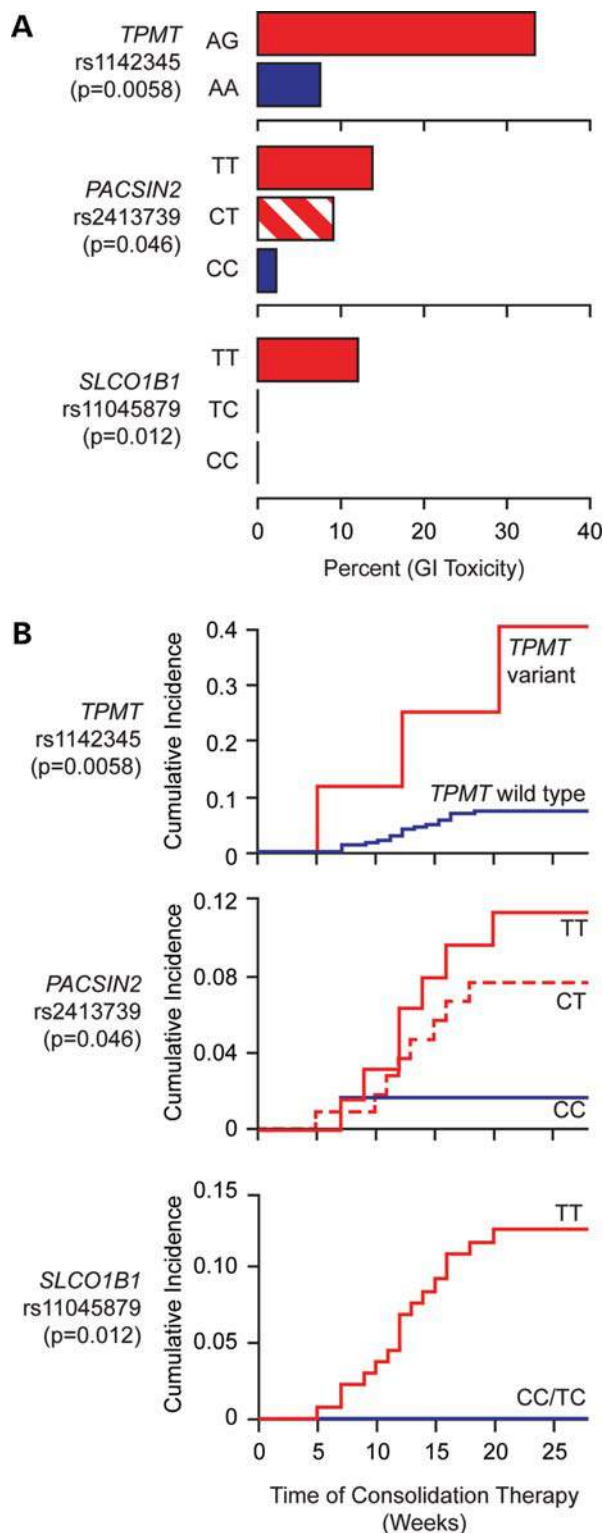 A
TPMT
rs1142345
(p=0.0058)
AG
AA
PACSIN2
rs2413739
(p=0.046)
TT
CT
CC
SLCO1B1
rs11045879
(p=0.012)
TT
TC
CC
0 10 20 30 40
Percent (GI Toxicity)
B
TPMT
rs1142345
(p=0.0058)
Cumulative Incidence
0.4
0.3
0.2
0.1
0
TPMT
variant
TPMT wild type
PACSIN2
rs2413739
(p=0.046)
Cumulative Incidence
0.12
0.08
0.04
0
TT
CT
CC
SLCO1B1
rs11045879
(p=0.012)
Cumulative Incidence
0.15
0.10
0.05
0
TT
CC/TC
0 5 10 15 20 25
Time of Consolidation Therapy
(Weeks)